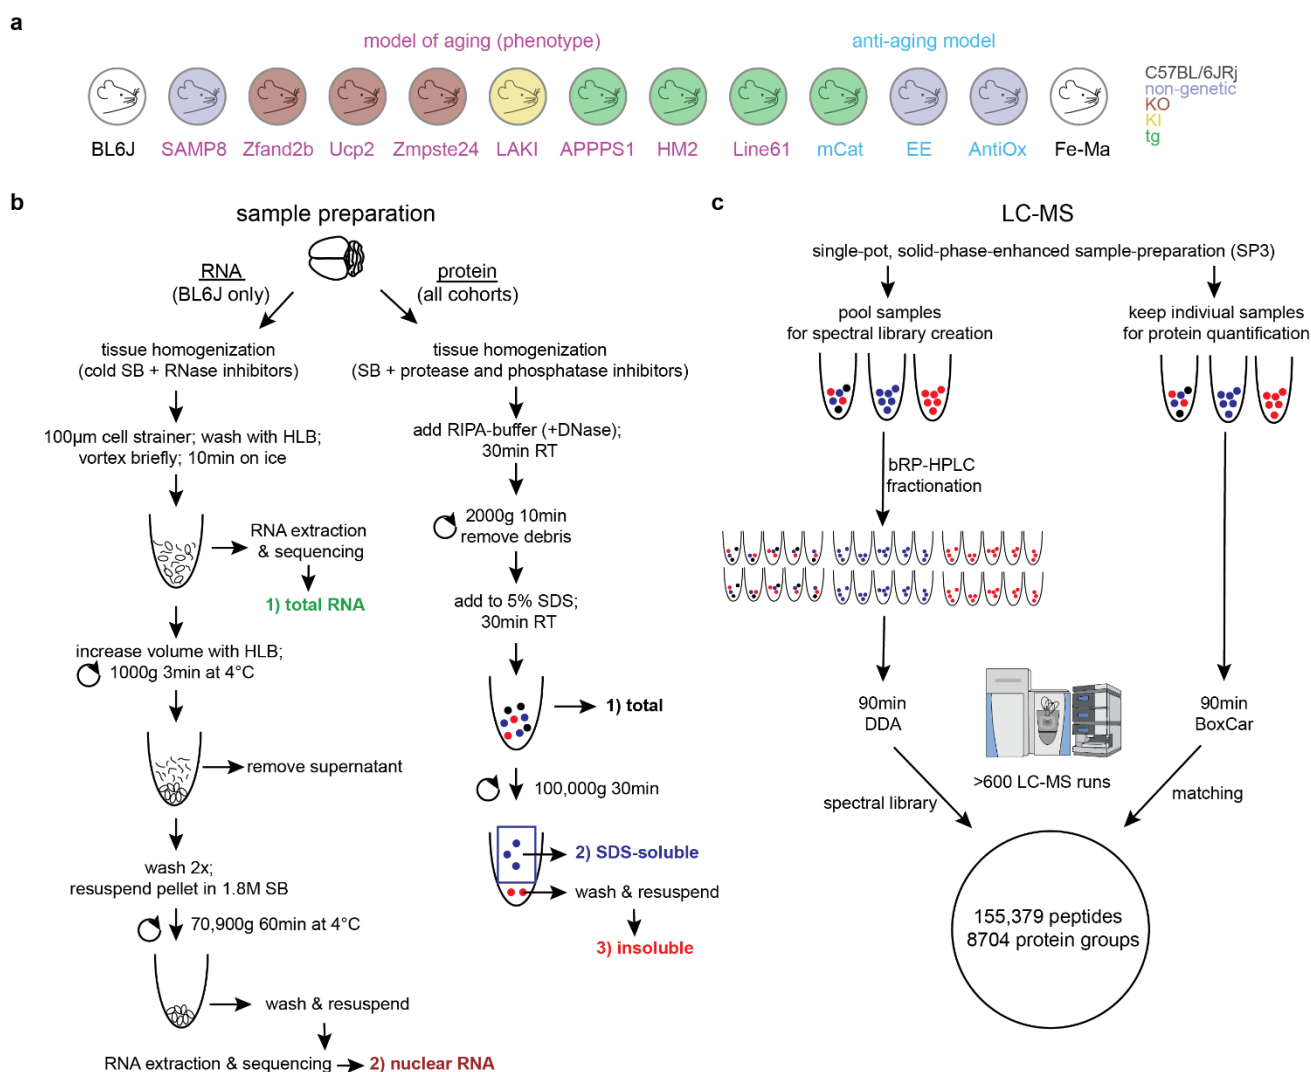 a
model of aging (phenotype)
anti-aging model
C57BL/6JRj
non-genetic
KO
KI
tg
BL6J
SAMP8
Zfand2b
Ucp2
Zmpste24
LAKI
APPPS1
HM2
Line61
mCat
EE
AntiOx
Fe-Ma
b
sample preparation
RNA
(BL6J only)
protein
(all cohorts)
tissue homogenization
(cold SB + RNase inhibitors)
100µm cell strainer; wash with HLB;
vortex briefly; 10min on ice
RNA extraction
& sequencing
1) total RNA
increase volume with HLB;
1000g 3min at 4°C
remove supernatant
wash 2x;
resuspend pellet in 1.8M SB
70,900g 60min at 4°C
wash & resuspend
RNA extraction & sequencing
2) nuclear RNA
tissue homogenization
(SB + protease and phosphatase inhibitors)
add RIPA-buffer (+DNase);
30min RT
2000g 10min
remove debris
add to 5% SDS;
30min RT
1) total
100,000g 30min
2) SDS-soluble
wash & resuspend
3) insoluble
c
LC-MS
single-pot, solid-phase-enhanced sample-preparation (SP3)
pool samples
for spectral library creation
keep indiviual samples
for protein quantification
bRP-HPLC
fractionation
90min
DDA
90min
BoxCar
>600 LC-MS runs
spectral library
matching
155,379 peptides
8704 protein groups